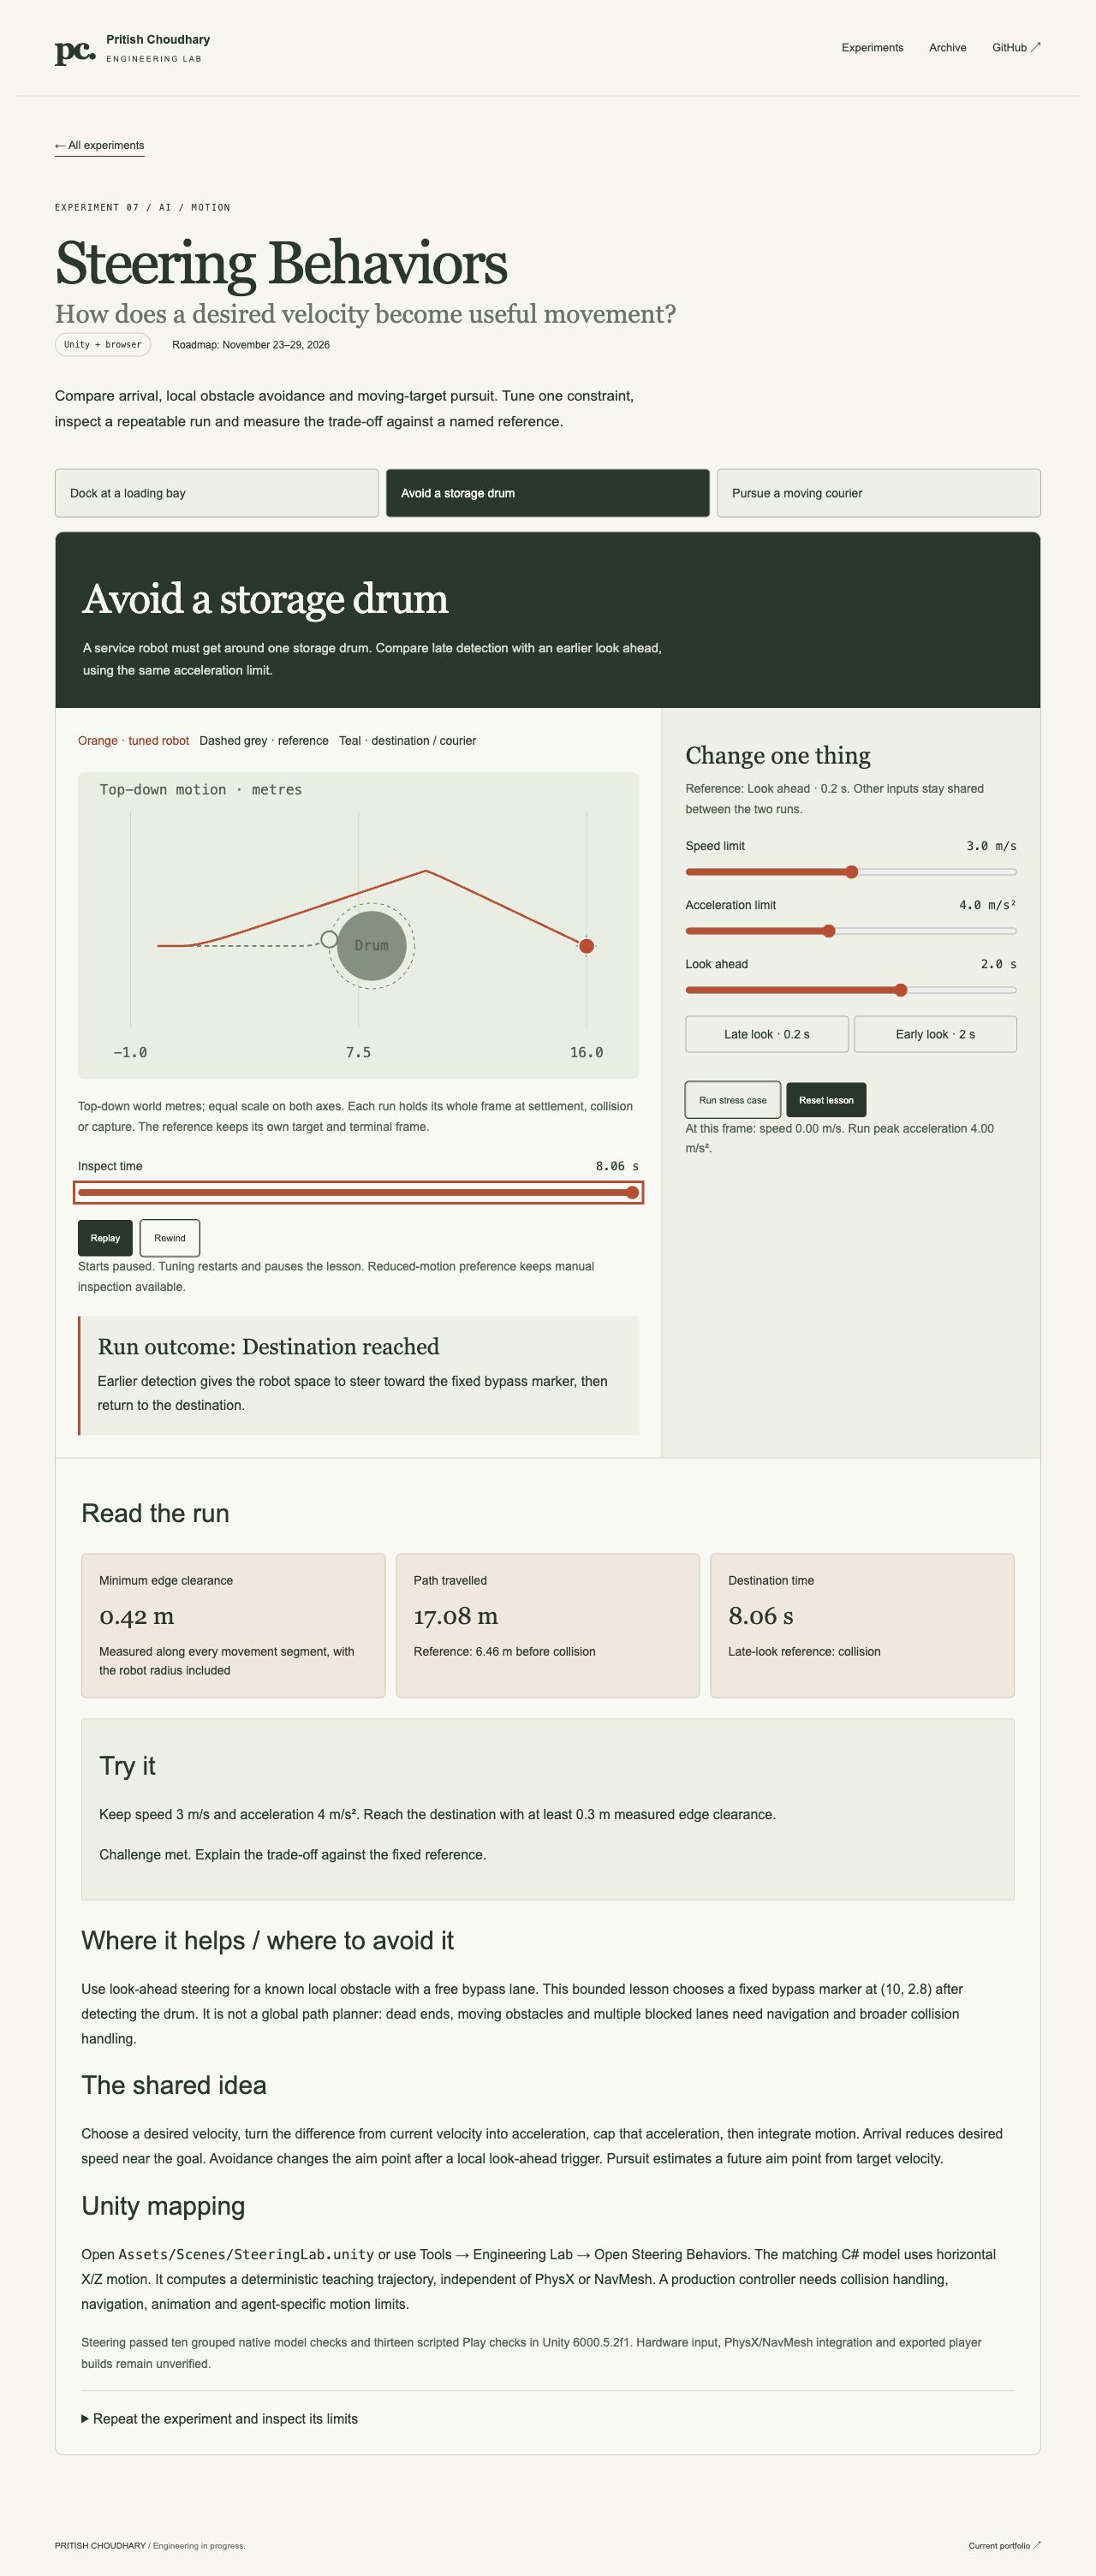 pc.
Pritish Choudhary
ENGINEERING LAB
Experiments
Archive
GitHub ↗
← All experiments
EXPERIMENT 07 / AI / MOTION
Steering Behaviors
How does a desired velocity become useful movement?
Unity + browser
Roadmap: November 23–29, 2026
Compare arrival, local obstacle avoidance and moving-target pursuit. Tune one constraint,
inspect a repeatable run and measure the trade-off against a named reference.
Dock at a loading bay
Avoid a storage drum
Pursue a moving courier
Avoid a storage drum
A service robot must get around one storage drum. Compare late detection with an earlier look ahead,
using the same acceleration limit.
Orange · tuned robot
Dashed grey · reference
Teal · destination / courier
Top-down motion · metres
Drum
−1.0
7.5
16.0
Top-down world metres; equal scale on both axes. Each run holds its whole frame at settlement, collision
or capture. The reference keeps its own target and terminal frame.
Inspect time
8.06 s
Replay
Rewind
Starts paused. Tuning restarts and pauses the lesson. Reduced-motion preference keeps manual
inspection available.
Run outcome: Destination reached
Earlier detection gives the robot space to steer toward the fixed bypass marker, then
return to the destination.
Change one thing
Reference: Look ahead · 0.2 s. Other inputs stay shared
between the two runs.
Speed limit
3.0 m/s
Acceleration limit
4.0 m/s²
Look ahead
2.0 s
Late look · 0.2 s
Early look · 2 s
Run stress case
Reset lesson
At this frame: speed 0.00 m/s. Run peak acceleration 4.00
m/s².
Read the run
Minimum edge clearance
0.42 m
Measured along every movement segment, with
the robot radius included
Path travelled
17.08 m
Reference: 6.46 m before collision
Destination time
8.06 s
Late-look reference: collision
Try it
Keep speed 3 m/s and acceleration 4 m/s². Reach the destination with at least 0.3 m measured edge clearance.
Challenge met. Explain the trade-off against the fixed reference.
Where it helps / where to avoid it
Use look-ahead steering for a known local obstacle with a free bypass lane. This bounded lesson chooses a fixed bypass marker at (10, 2.8) after
detecting the drum. It is not a global path planner: dead ends, moving obstacles and multiple blocked lanes need navigation and broader collision
handling.
The shared idea
Choose a desired velocity, turn the difference from current velocity into acceleration, cap that acceleration, then integrate motion. Arrival reduces desired
speed near the goal. Avoidance changes the aim point after a local look-ahead trigger. Pursuit estimates a future aim point from target velocity.
Unity mapping
Open Assets/Scenes/SteeringLab.unity or use Tools → Engineering Lab → Open Steering Behaviors. The matching C# model uses horizontal
X/Z motion. It computes a deterministic teaching trajectory, independent of PhysX or NavMesh. A production controller needs collision handling,
navigation, animation and agent-specific motion limits.
Steering passed ten grouped native model checks and thirteen scripted Play checks in Unity 6000.5.2f1. Hardware input, PhysX/NavMesh integration and exported player
builds remain unverified.
▶ Repeat the experiment and inspect its limits
PRITISH CHOUDHARY / Engineering in progress.
Current portfolio ↗